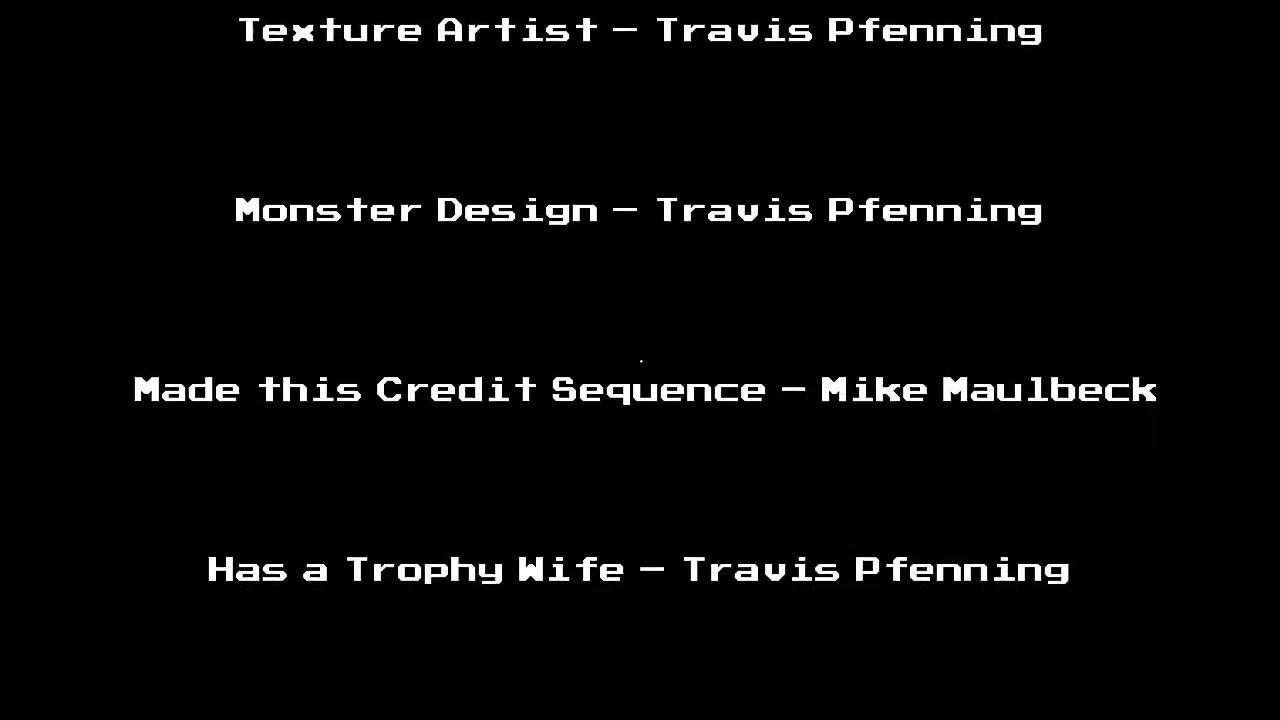 Texture Artist - Travis Pfenning
Monster Design - Travis Pfenning
Made this Credit Sequence - Mike Maulbeck
Has a Trophy Wife - Travis Pfenning